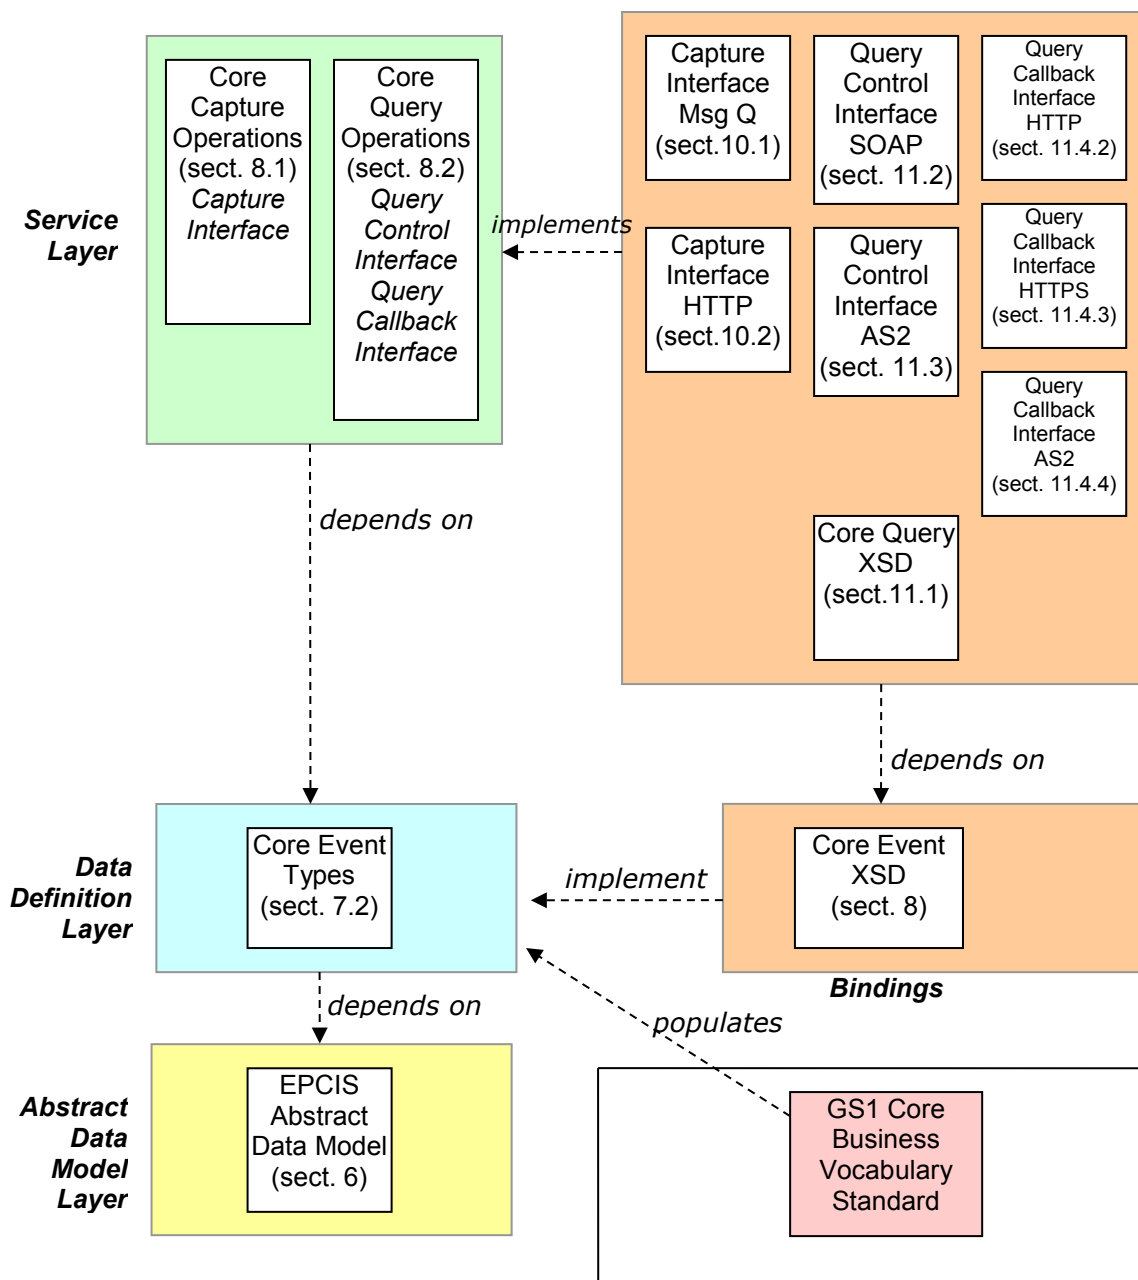 Service
Layer
Core
Capture
Operations
(sect. 8.1)
Capture
Interface
Core
Query
Operations
(sect. 8.2)
Query
Control
Interface
Query
Callback
Interface
implements
Capture
Interface
Msg Q
(sect.10.1)
Query
Control
Interface
SOAP
(sect. 11.2)
Query
Callback
Interface
HTTP
(sect. 11.4.2)
Capture
Interface
HTTP
(sect.10.2)
Query
Control
Interface
AS2
(sect. 11.3)
Query
Callback
Interface
HTTPS
(sect. 11.4.3)
Query
Callback
Interface
AS2
(sect. 11.4.4)
Core Query
XSD
(sect.11.1)
depends on
depends on
Data
Definition
Layer
Core Event
Types
(sect. 7.2)
implement
Core Event
XSD
(sect. 8)
Bindings
depends on
populates
Abstract
Data
Model
Layer
EPCIS
Abstract
Data Model
(sect. 6)
GS1 Core
Business
Vocabulary
Standard